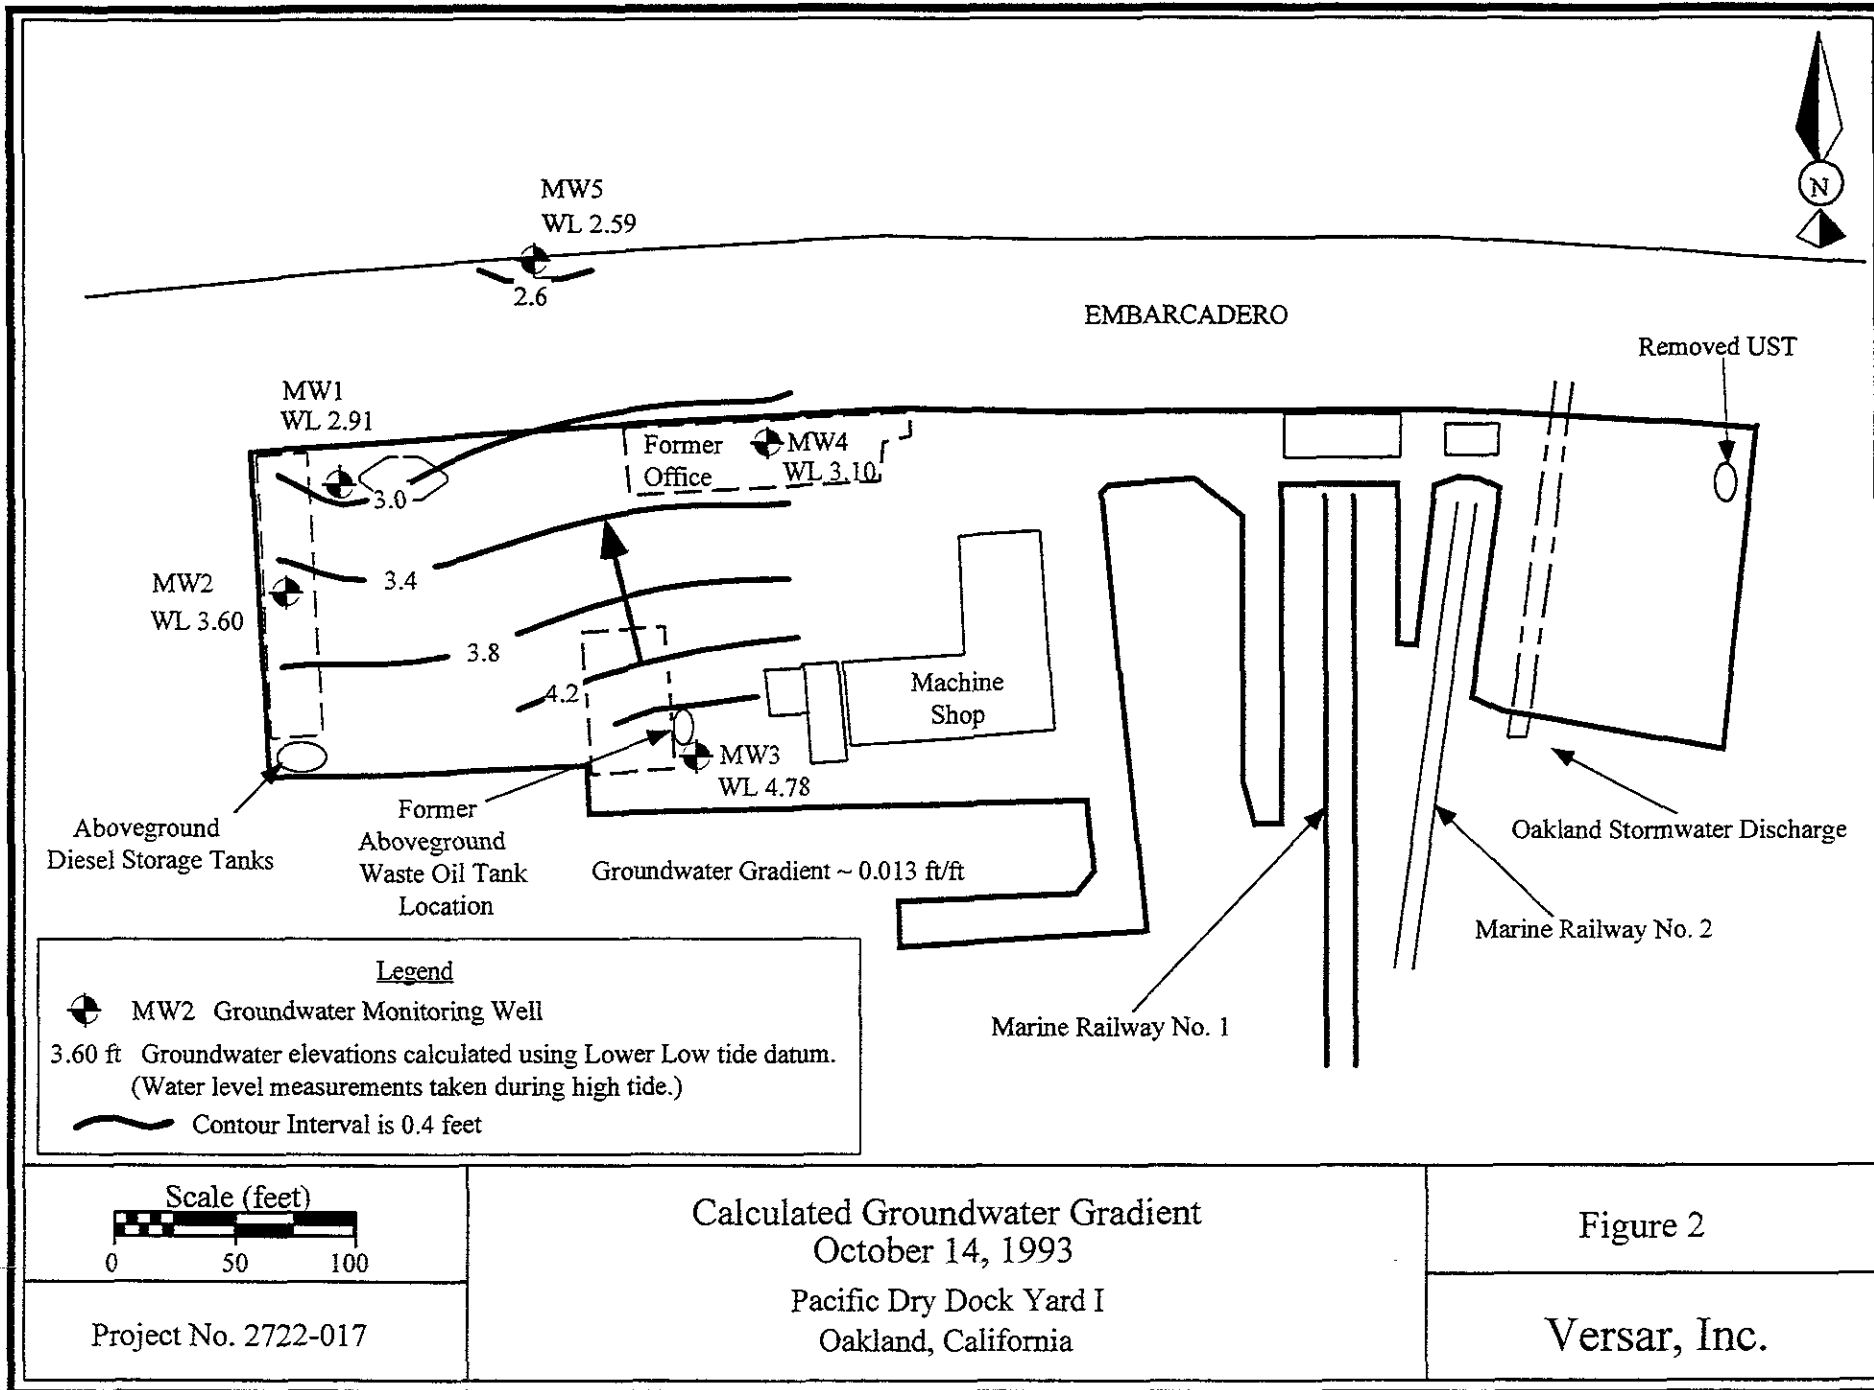 N
MW5
WL 2.59
2.6
EMBARCADERO
Removed UST
MW1
WL 2.91
Former
Office
MW4
WL 3.10
3.0
3.4
MW2
WL 3.60
3.8
4.2
Machine
Shop
MW3
WL 4.78
Aboveground
Diesel Storage Tanks
Former
Aboveground
Waste Oil Tank
Location
Groundwater Gradient ~ 0.013 ft/ft
Oakland Stormwater Discharge
Marine Railway No. 2
Marine Railway No. 1
Legend
MW2 Groundwater Monitoring Well
3.60 ft Groundwater elevations calculated using Lower Low tide datum.
(Water level measurements taken during high tide.)
Contour Interval is 0.4 feet
Scale (feet)
0 50 100
Project No. 2722-017
Calculated Groundwater Gradient
October 14, 1993
Pacific Dry Dock Yard I
Oakland, California
Figure 2
Versar, Inc.